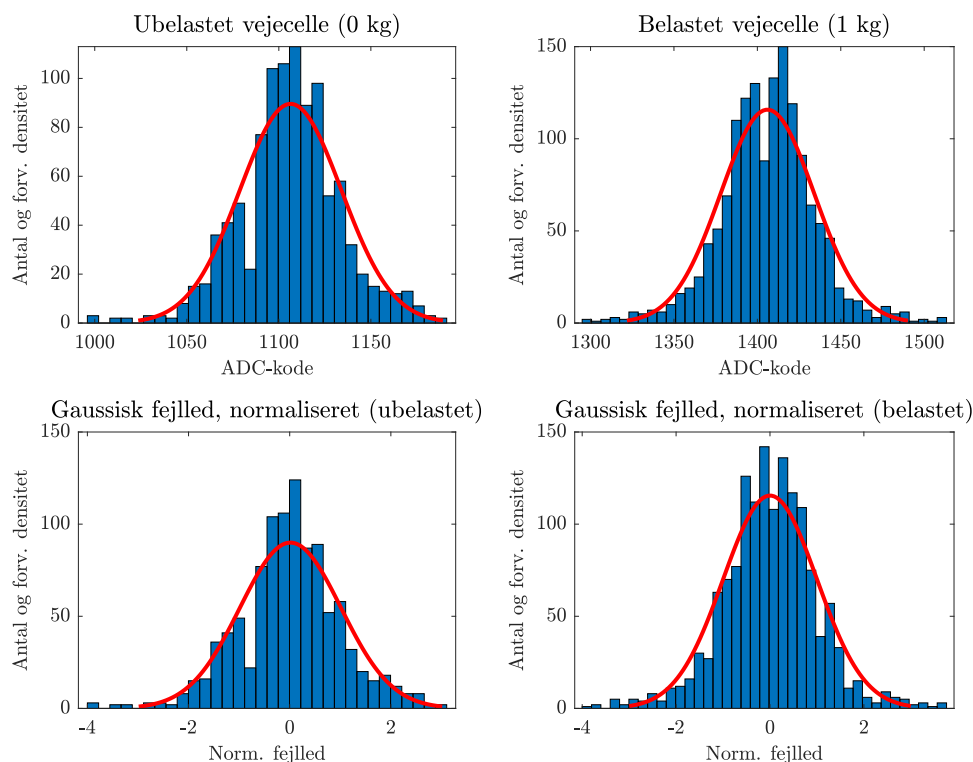 Ubelastet vejecelle (0 kg)
Antal og forv. densitet
100
80
60
40
20
0
1000 1050 1100 1150
ADC-kode
Belastet vejecelle (1 kg)
Antal og forv. densitet
150
100
50
0
1300 1350 1400 1450 1500
ADC-kode
Gaussisk fejlled, normaliseret (ubelastet)
Antal og forv. densitet
150
100
50
0
-4 -2 0 2
Norm. fejlled
Gaussisk fejlled, normaliseret (belastet)
Antal og forv. densitet
150
100
50
0
-4 -2 0 2
Norm. fejlled